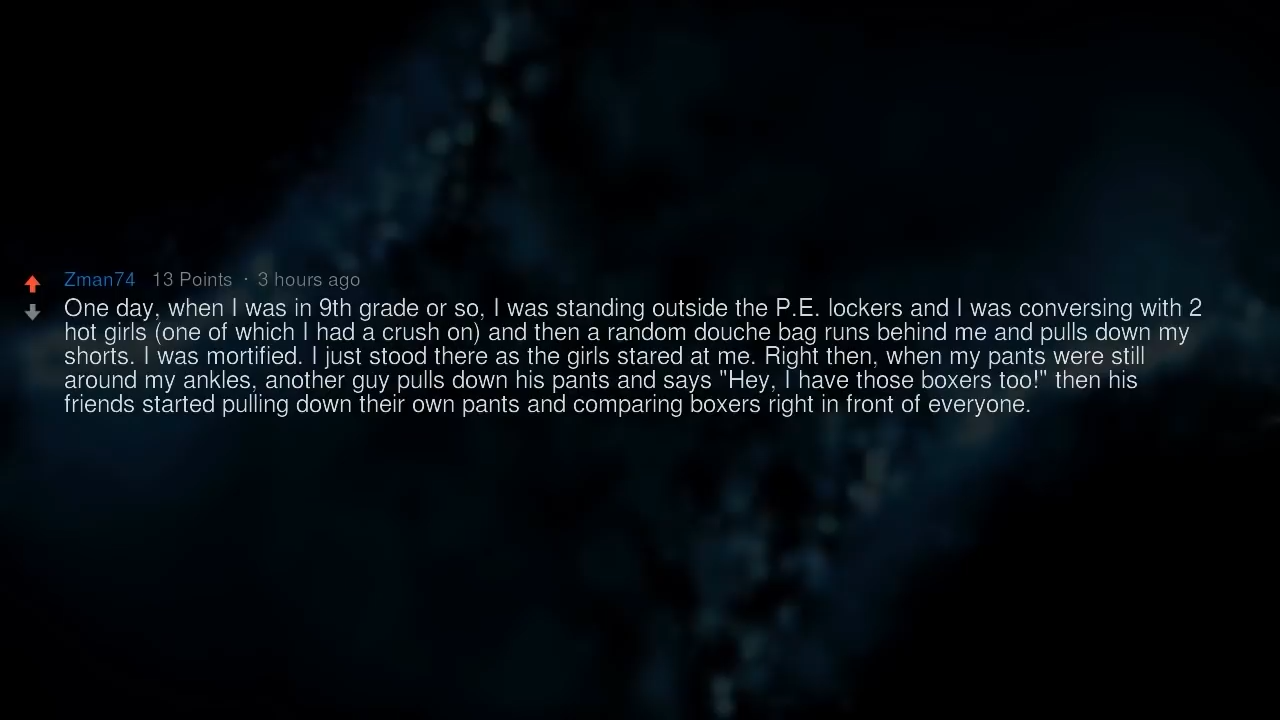 Zman74 13 Points · 3 hours ago
One day, when I was in 9th grade or so, I was standing outside the P.E. lockers and I was conversing with 2
hot girls (one of which I had a crush on) and then a random douche bag runs behind me and pulls down my
shorts. I was mortified. I just stood there as the girls stared at me. Right then, when my pants were still
around my ankles, another guy pulls down his pants and says "Hey, I have those boxers too!" then his
friends started pulling down their own pants and comparing boxers right in front of everyone.